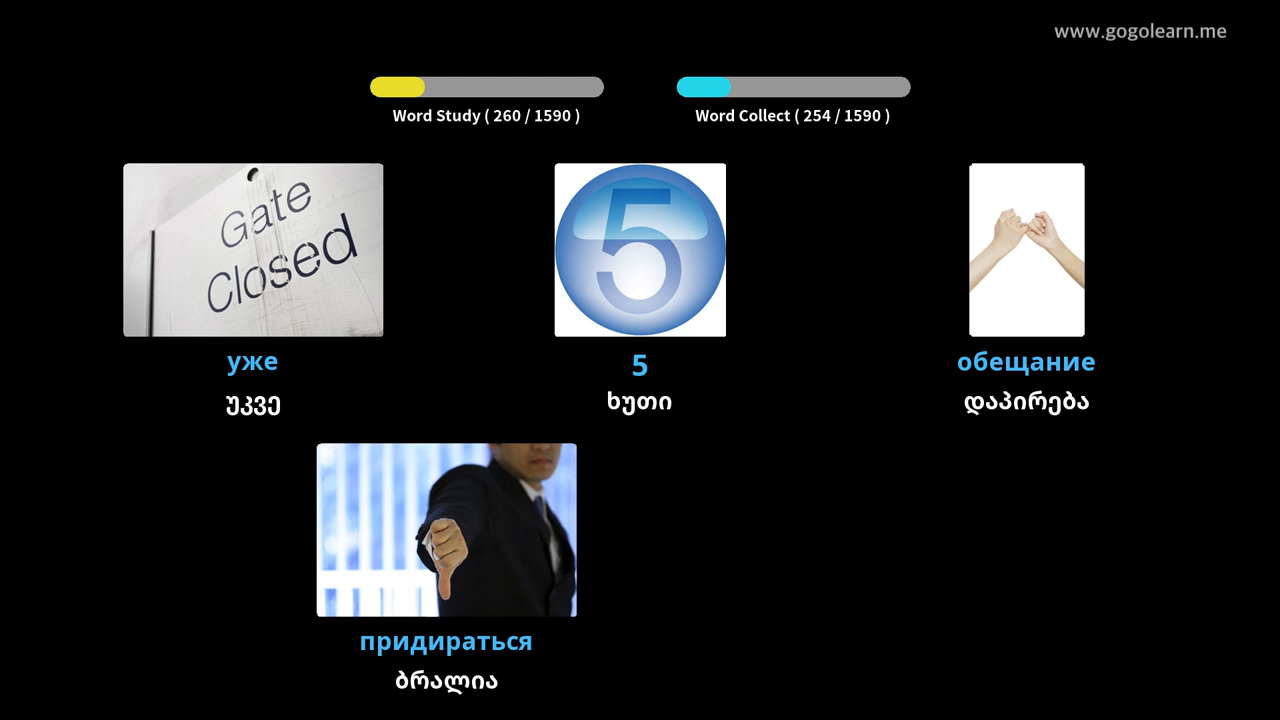 www.gogolearn.me
Word Study ( 260 / 1590 )
Word Collect ( 254 / 1590 )
Gate
Closed
5
уже
5
обещание
უკვე
ხუთი
დაპირება
придираться
ბრალია